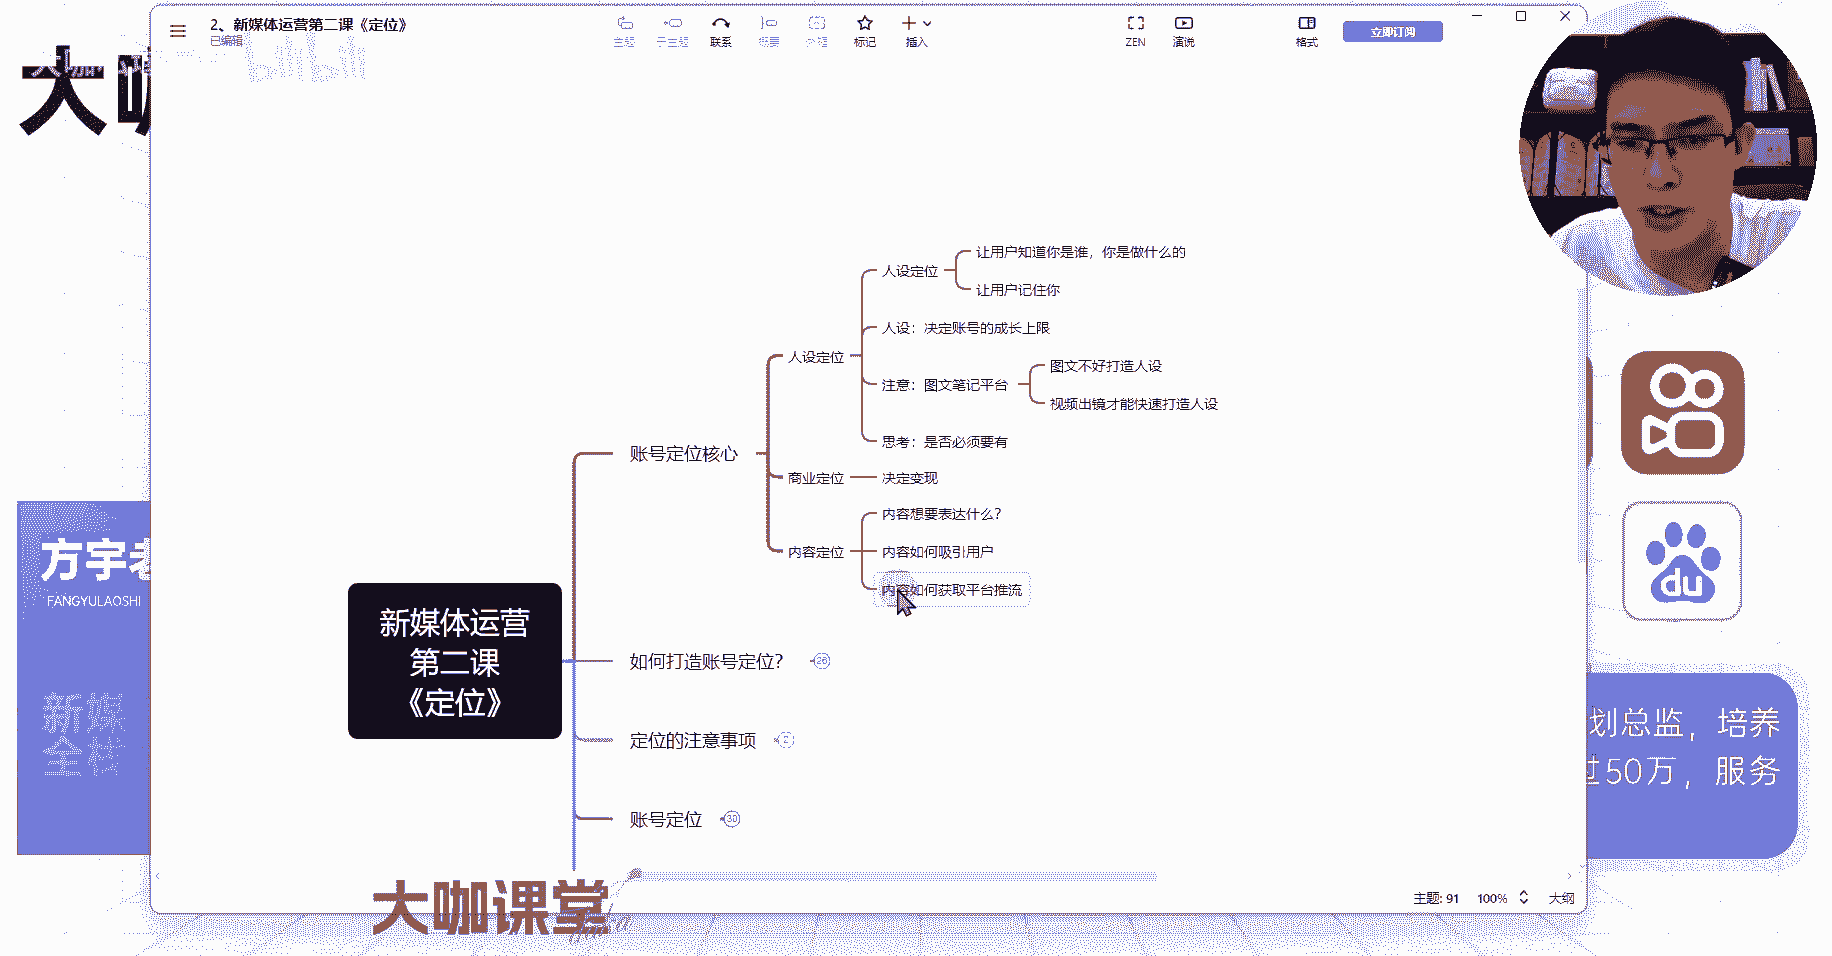 2、新媒体运营第二课《定位》
已编辑
主题
子主题
联系
概要
外框
标记
插入
ZEN
演说
格式
立即订阅
bilibili
大咖
人设定位
让用户知道你是谁，你是做什么的
让用户记住你
人设：决定账号的成长上限
人设定位
注意：图文笔记平台
图文不好打造人设
视频出镜才能快速打造人设
思考：是否必须要有
账号定位核心
商业定位
决定变现
内容定位
内容想要表达什么？
内容如何吸引用户
内容如何获取平台推流
新媒体运营
第二课
《定位》
如何打造账号定位？
26
定位的注意事项
2
账号定位
30
方宇老
FANGYULAOSHI
新媒
全栈
du
划总监，培养
过50万，服务
大咖课堂
主题: 91
100%
大纲